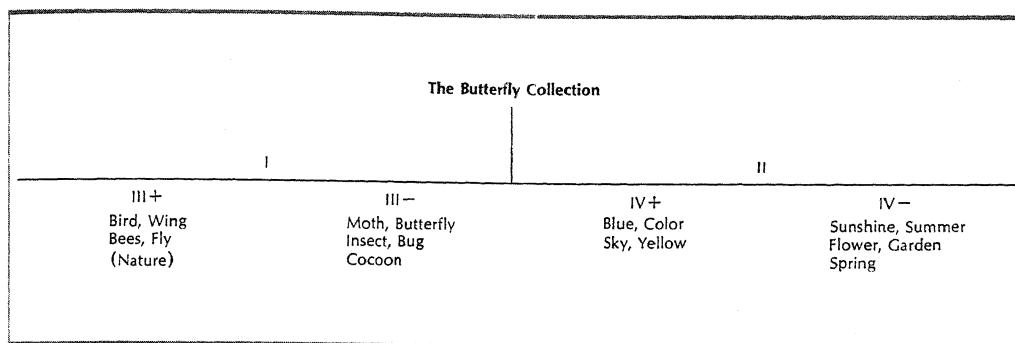 The Butterfly Collection
I
II
III+
Bird, Wing
Bees, Fly
(Nature)
III−
Moth, Butterfly
Insect, Bug
Cocoon
IV+
Blue, Color
Sky, Yellow
IV−
Sunshine, Summer
Flower, Garden
Spring